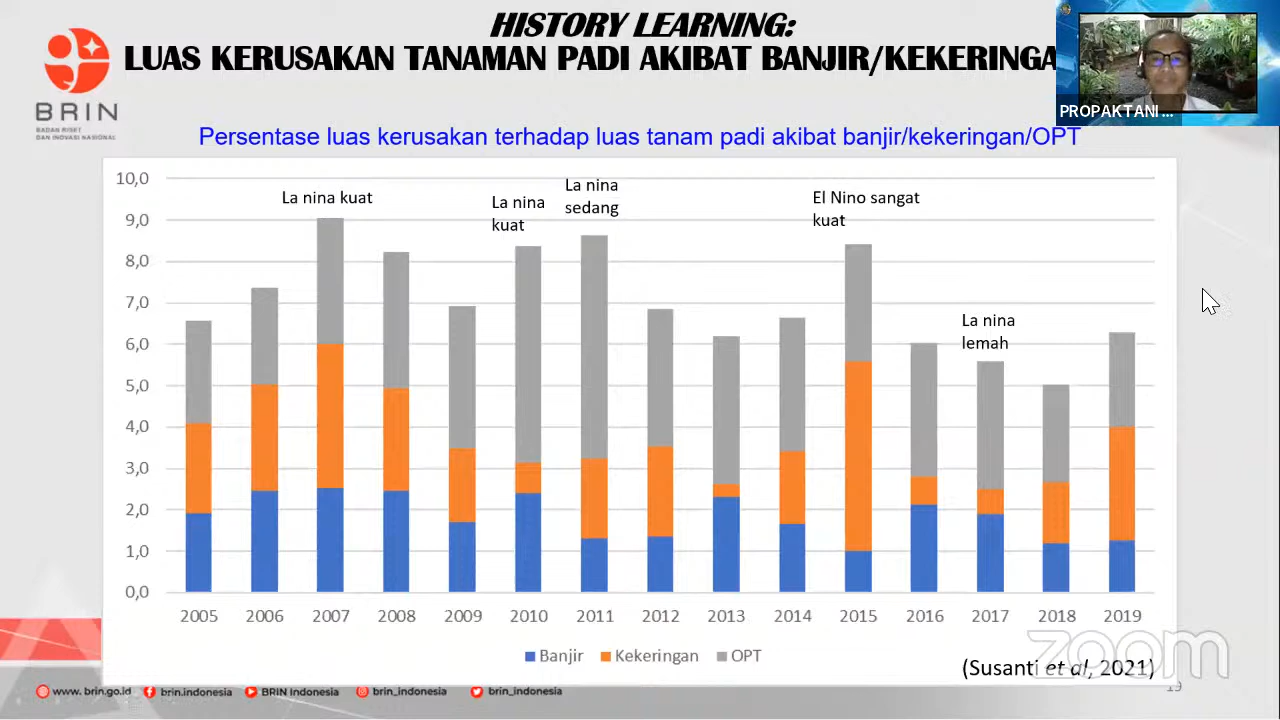 HISTORY LEARNING:
LUAS KERUSAKAN TANAMAN PADI AKIBAT BANJIR/KEKERINGA
BRIN
BADAN RISET
DAN INOVASI NASIONAL
PROPAKTANI ...
Persentase luas kerusakan terhadap luas tanam padi akibat banjir/kekeringan/OPT
10,0
9,0
8,0
7,0
6,0
5,0
4,0
3,0
2,0
1,0
0,0
La nina kuat
La nina
kuat
La nina
sedang
El Nino sangat
kuat
La nina
lemah
2005 2006 2007 2008 2009 2010 2011 2012 2013 2014 2015 2016 2017 2018 2019
Banjir Kekeringan OPT
(Susanti et al, 2021)
zoom
19
www. brin.go.id brin.indonesia BRIN Indonesia brin_indonesia brin_indonesia